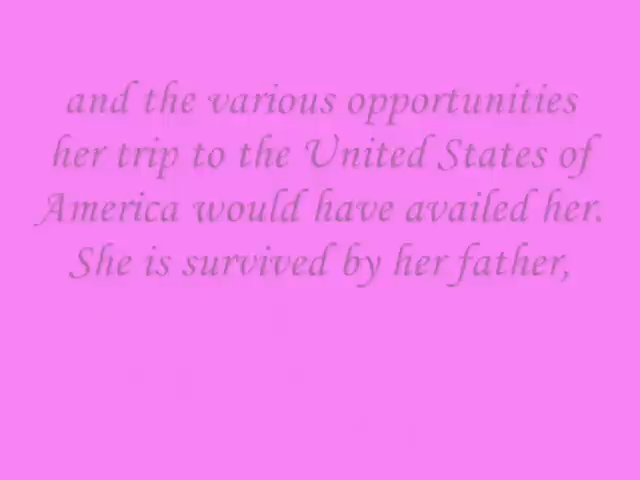 and the various opportunities
her trip to the United States of
America would have availed her.
She is survived by her father,